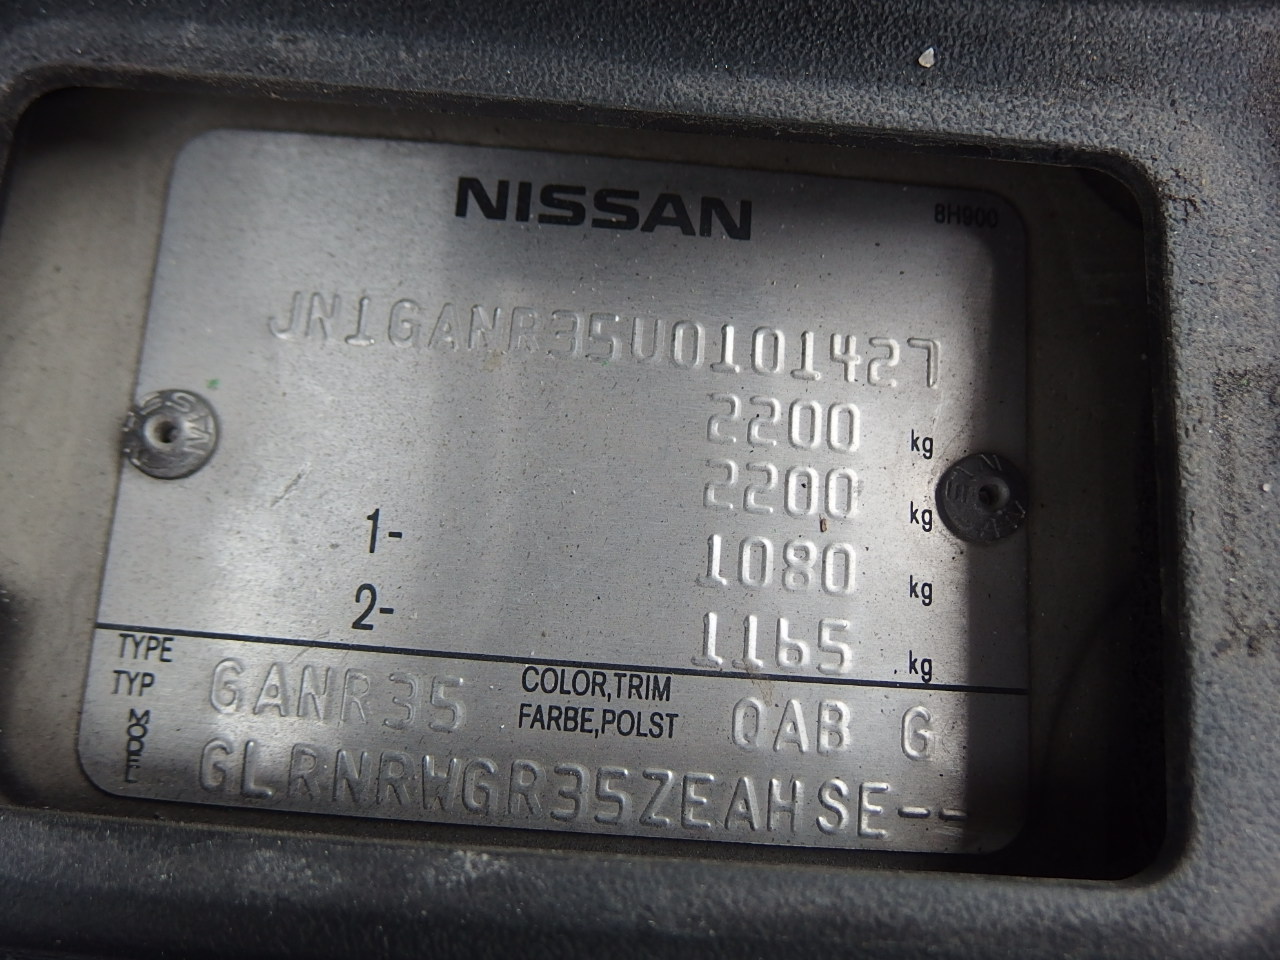 NISSAN 8H900
JN1GANR35U0101427
2200 kg
2200 kg
1- 1080 kg
2- 1165 kg
TYPE
TYP GANR35 COLOR,TRIM
FARBE,POLST QAB G
MODEL GLRNRWGR35ZEAHSE--